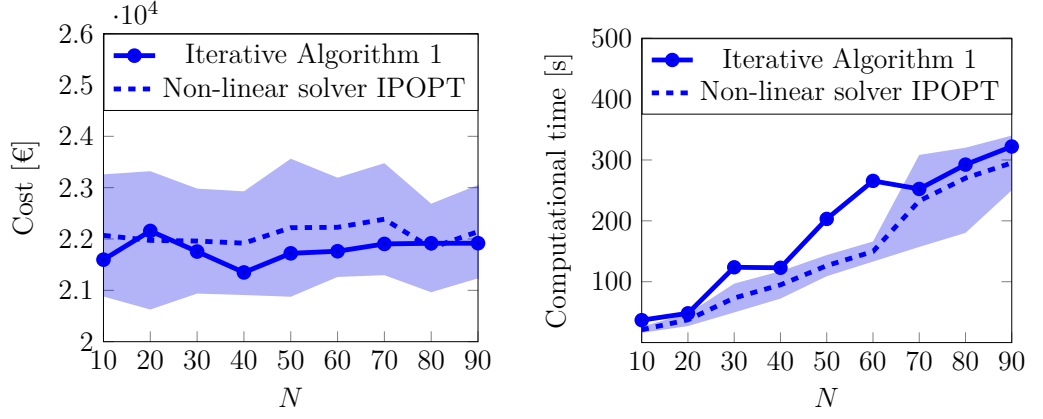 ·10⁴
2.6
2.5
2.4
2.3
2.2
2.1
2
Cost [€]
Iterative Algorithm 1
Non-linear solver IPOPT
10 20 30 40 50 60 70 80 90
N
500
400
300
200
100
Computational time [s]
Iterative Algorithm 1
Non-linear solver IPOPT
10 20 30 40 50 60 70 80 90
N